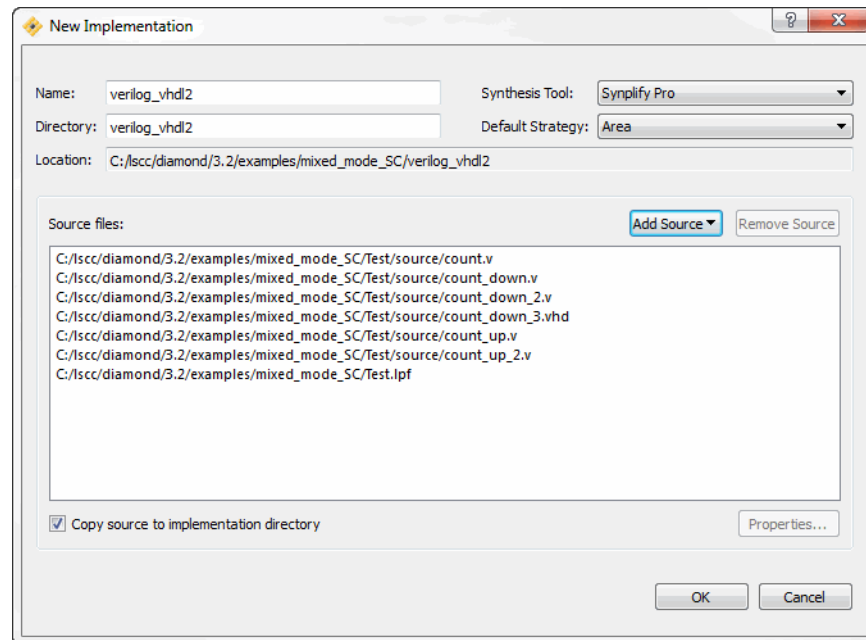 New Implementation
Name: verilog_vhdl2 Synthesis Tool: Synplify Pro
Directory: verilog_vhdl2 Default Strategy: Area
Location: C:/lscc/diamond/3.2/examples/mixed_mode_SC/verilog_vhdl2
Source files: Add Source Remove Source
C:/lscc/diamond/3.2/examples/mixed_mode_SC/Test/source/count.v
C:/lscc/diamond/3.2/examples/mixed_mode_SC/Test/source/count_down.v
C:/lscc/diamond/3.2/examples/mixed_mode_SC/Test/source/count_down_2.v
C:/lscc/diamond/3.2/examples/mixed_mode_SC/Test/source/count_down_3.vhd
C:/lscc/diamond/3.2/examples/mixed_mode_SC/Test/source/count_up.v
C:/lscc/diamond/3.2/examples/mixed_mode_SC/Test/source/count_up_2.v
C:/lscc/diamond/3.2/examples/mixed_mode_SC/Test.lpf
Copy source to implementation directory Properties...
OK Cancel